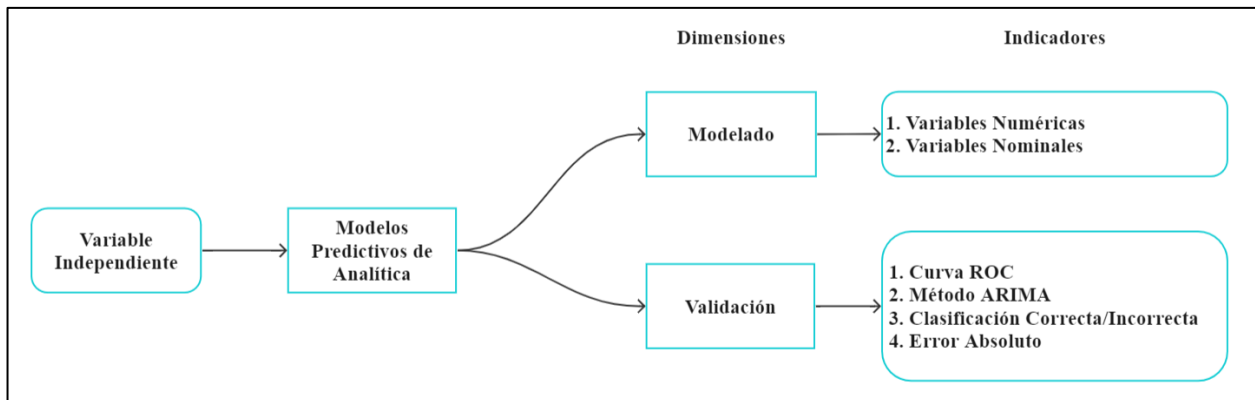 Dimensiones
Indicadores
Variable
Independiente
Modelos
Predictivos de
Analítica
Modelado
1. Variables Numéricas
2. Variables Nominales
Validación
1. Curva ROC
2. Método ARIMA
3. Clasificación Correcta/Incorrecta
4. Error Absoluto